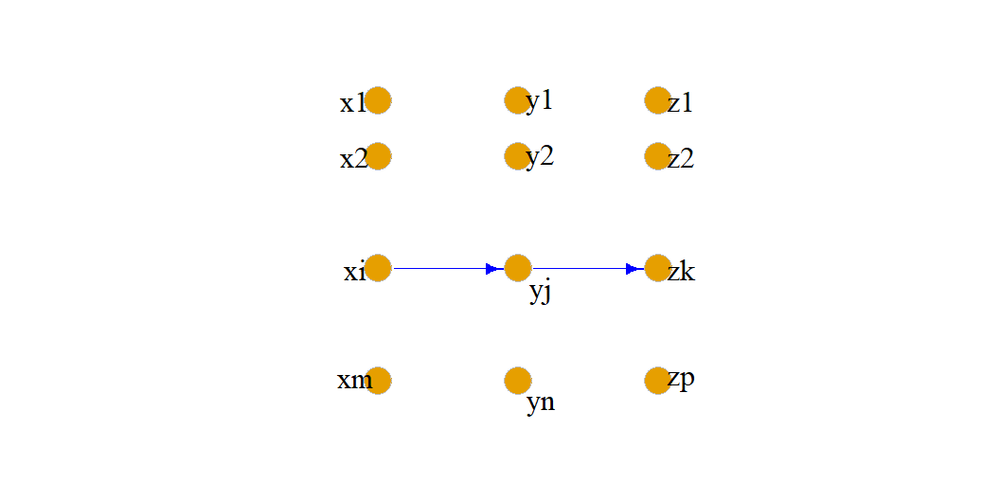 x1 y1 z1
x2 y2 z2
xi yj zk
xm yn zp